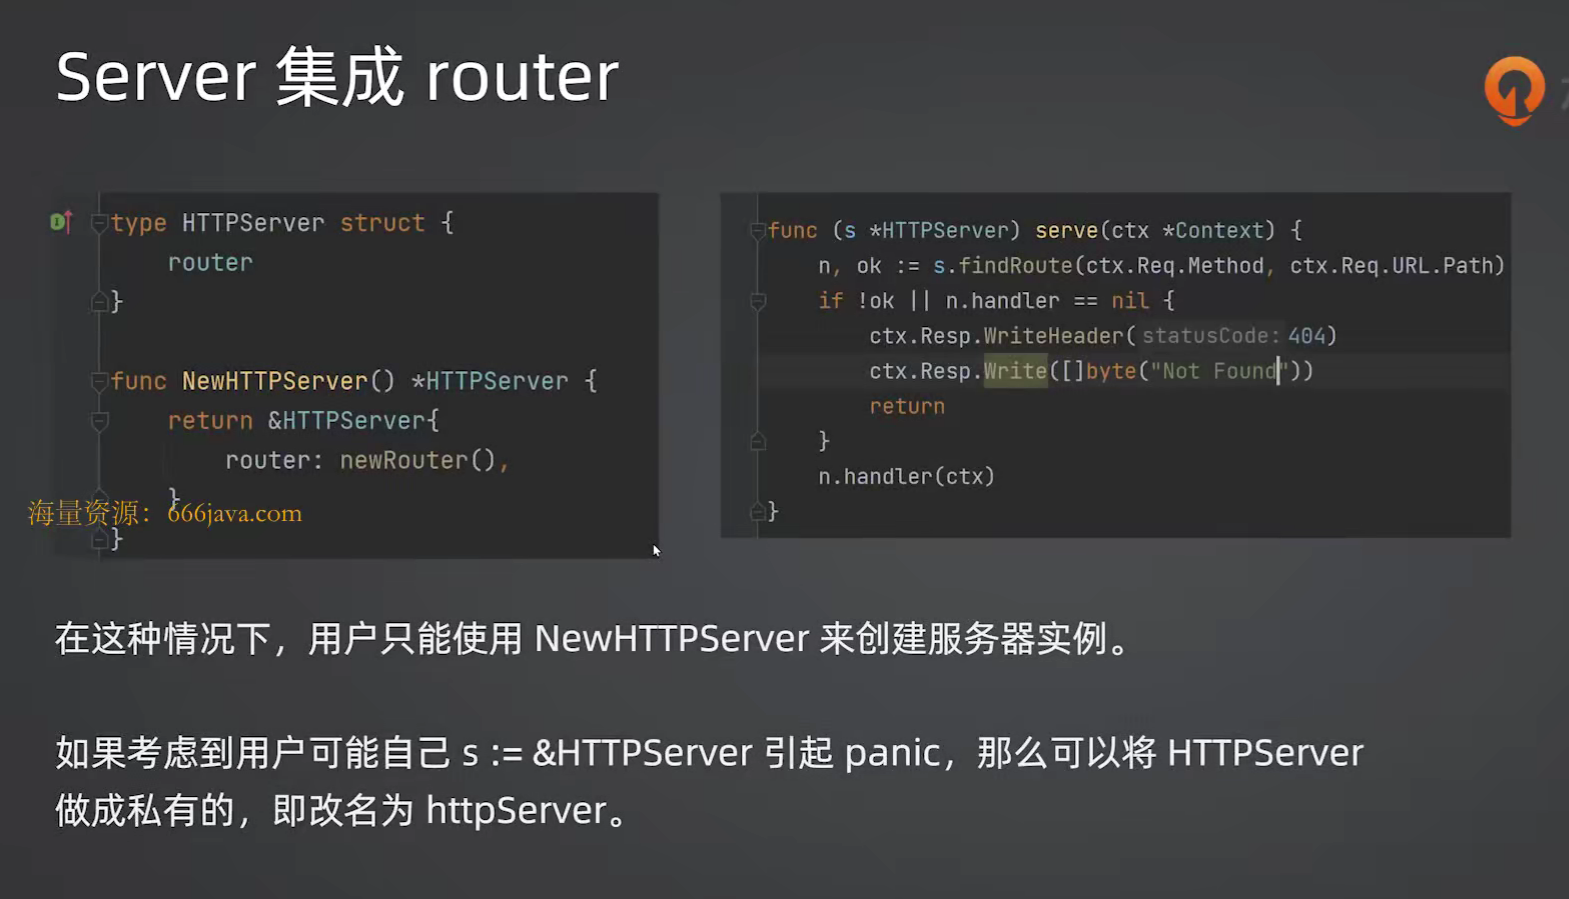 Server 集成 router
type HTTPServer struct {
router
}
func NewHTTPServer() *HTTPServer {
return &HTTPServer{
router: newRouter(),
}
海量资源：666java.com
}
func (s *HTTPServer) serve(ctx *Context) {
n, ok := s.findRoute(ctx.Req.Method, ctx.Req.URL.Path)
if !ok || n.handler == nil {
ctx.Resp.WriteHeader( statusCode: 404)
ctx.Resp.Write([]byte("Not Found"))
return
}
n.handler(ctx)
}
在这种情况下，用户只能使用 NewHTTPServer 来创建服务器实例。
如果考虑到用户可能自己 s := &HTTPServer 引起 panic，那么可以将 HTTPServer
做成私有的，即改名为 httpServer。